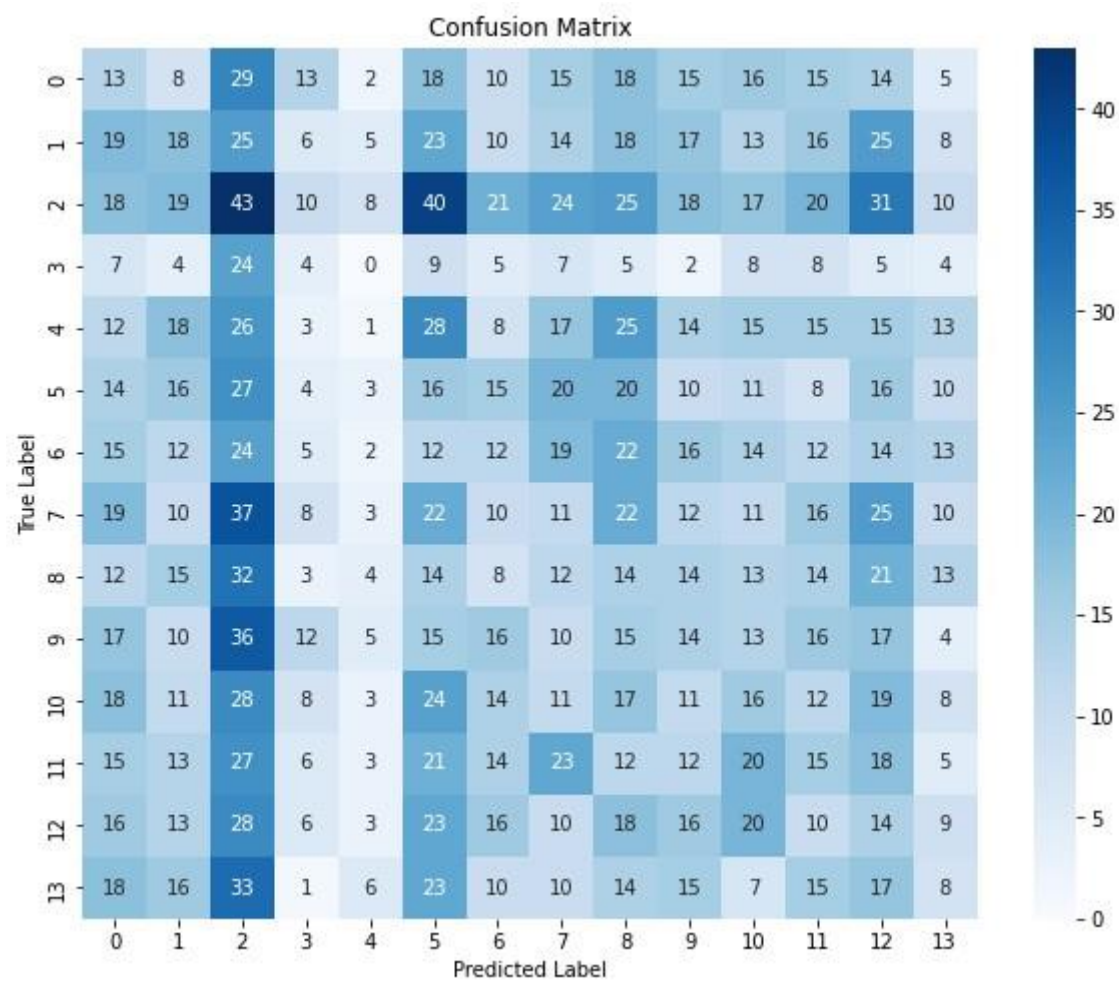 Confusion Matrix
0 13 8 29 13 2 18 10 15 18 15 16 15 14 5
1 19 18 25 6 5 23 10 14 18 17 13 16 25 8
2 18 19 43 10 8 40 21 24 25 18 17 20 31 10
3 7 4 24 4 0 9 5 7 5 2 8 8 5 4
4 12 18 26 3 1 28 8 17 25 14 15 15 15 13
5 14 16 27 4 3 16 15 20 20 10 11 8 16 10
6 15 12 24 5 2 12 12 19 22 16 14 12 14 13
7 19 10 37 8 3 22 10 11 22 12 11 16 25 10
8 12 15 32 3 4 14 8 12 14 14 13 14 21 13
9 17 10 36 12 5 15 16 10 15 14 13 16 17 4
10 18 11 28 8 3 24 14 11 17 11 16 12 19 8
11 15 13 27 6 3 21 14 23 12 12 20 15 18 5
12 16 13 28 6 3 23 16 10 18 16 20 10 14 9
13 18 16 33 1 6 23 10 10 14 15 7 15 17 8
0 1 2 3 4 5 6 7 8 9 10 11 12 13
Predicted Label
True Label
40
35
30
25
20
15
10
5
0